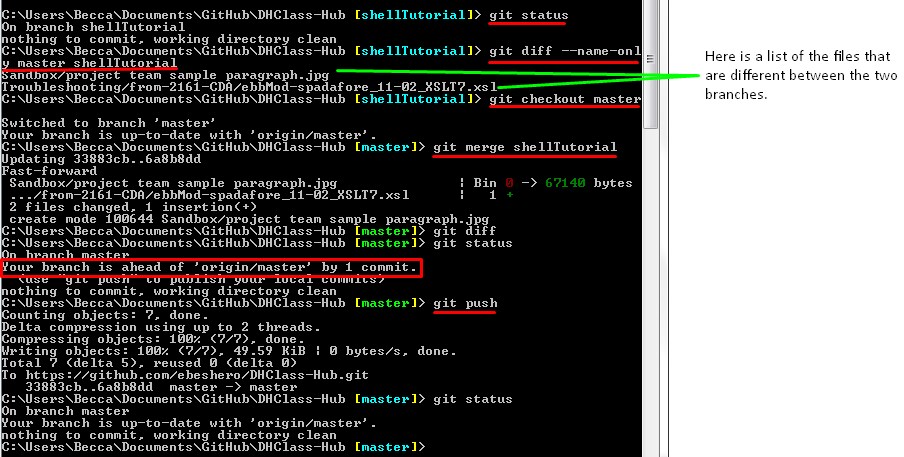 C:\Users\Becca\Documents\GitHub\DHClass-Hub [shellTutorial]> git status
On branch shellTutorial
nothing to commit, working directory clean
C:\Users\Becca\Documents\GitHub\DHClass-Hub [shellTutorial]> git diff --name-onl
y master shellTutorial
Sandbox/project team sample paragraph.jpg
Troubleshooting/from-2161-CDA/ebbMod-spadafore_11-02_XSLT7.xsl
C:\Users\Becca\Documents\GitHub\DHClass-Hub [shellTutorial]> git checkout master
Switched to branch 'master'
Your branch is up-to-date with 'origin/master'.
C:\Users\Becca\Documents\GitHub\DHClass-Hub [master]> git merge shellTutorial
Updating 33883cb..6a8b8dd
Fast-forward
Sandbox/project team sample paragraph.jpg | Bin 0 -> 67140 bytes
.../from-2161-CDA/ebbMod-spadafore_11-02_XSLT7.xsl | 1 +
2 files changed, 1 insertion(+)
create mode 100644 Sandbox/project team sample paragraph.jpg
C:\Users\Becca\Documents\GitHub\DHClass-Hub [master]> git diff
C:\Users\Becca\Documents\GitHub\DHClass-Hub [master]> git status
On branch master
Your branch is ahead of 'origin/master' by 1 commit.
(use "git push" to publish your local commits)
nothing to commit, working directory clean
C:\Users\Becca\Documents\GitHub\DHClass-Hub [master]> git push
Counting objects: 7, done.
Delta compression using up to 2 threads.
Compressing objects: 100% (7/7), done.
Writing objects: 100% (7/7), 49.59 KiB | 0 bytes/s, done.
Total 7 (delta 5), reused 0 (delta 0)
To https://github.com/ebeshero/DHClass-Hub.git
33883cb..6a8b8dd master -> master
C:\Users\Becca\Documents\GitHub\DHClass-Hub [master]> git status
On branch master
Your branch is up-to-date with 'origin/master'.
nothing to commit, working directory clean
C:\Users\Becca\Documents\GitHub\DHClass-Hub [master]>
Here is a list of the files that
are different between the two
branches.